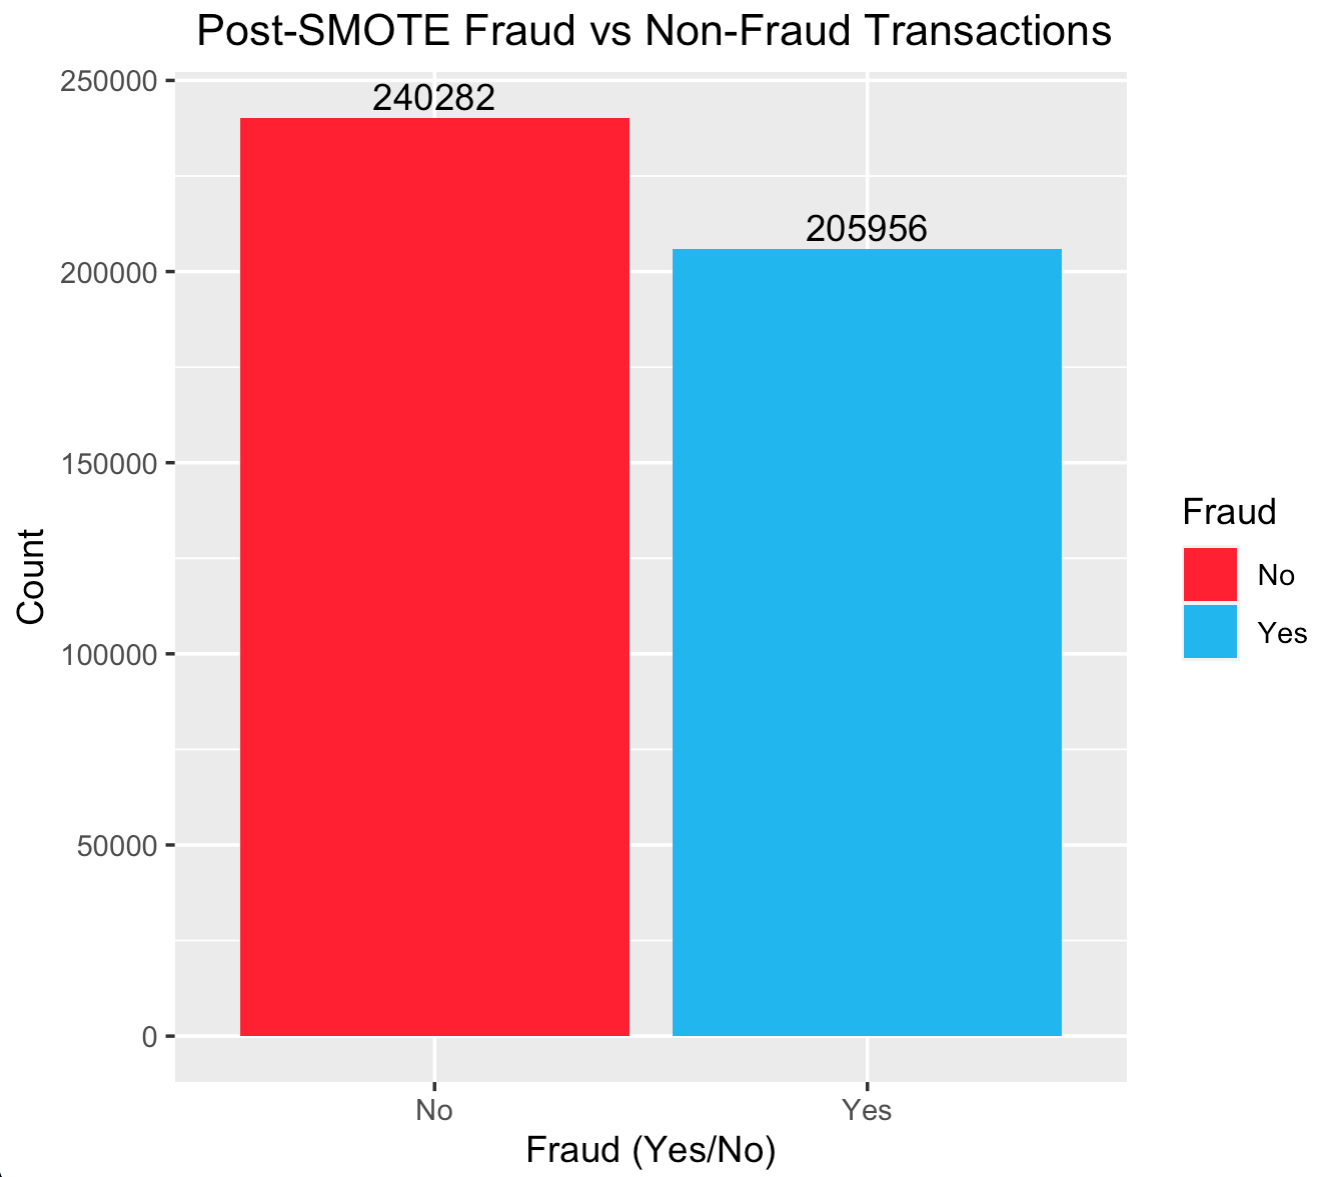 Post-SMOTE Fraud vs Non-Fraud Transactions
250000
240282
205956
200000
150000
100000
50000
0
Count
No
Yes
Fraud (Yes/No)
Fraud
No
Yes